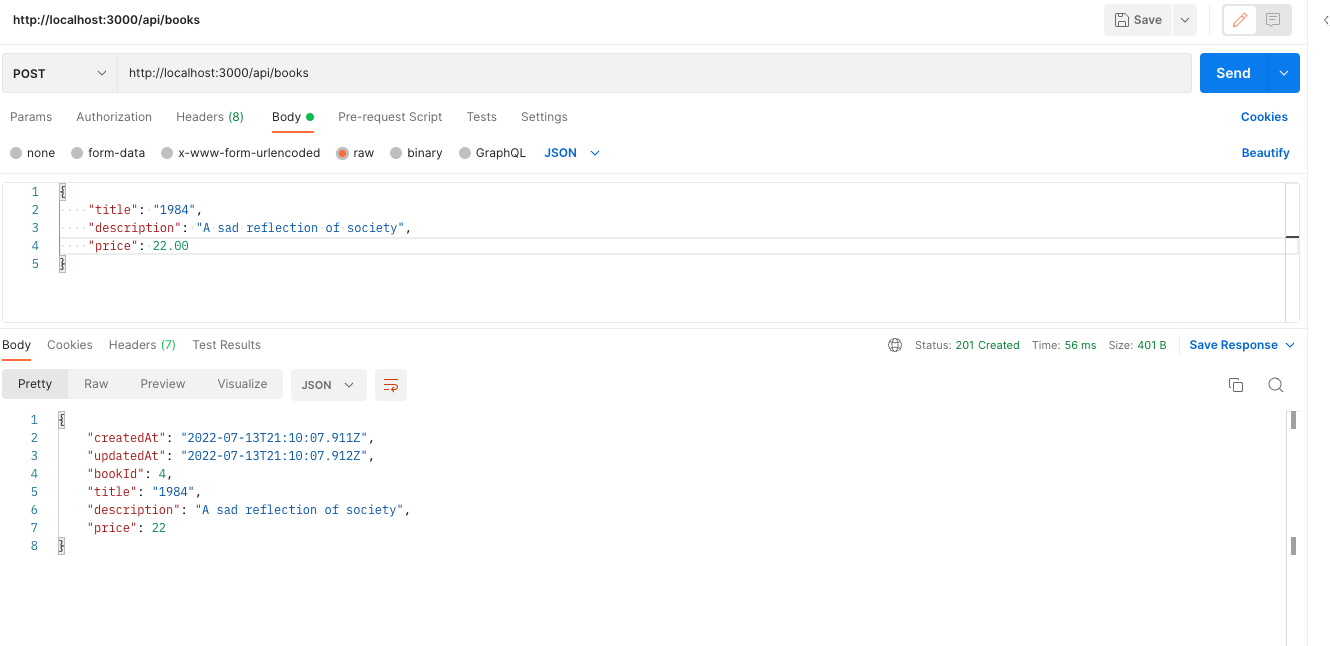 http://localhost:3000/api/books Save
POST http://localhost:3000/api/books Send
Params Authorization Headers (8) Body Pre-request Script Tests Settings Cookies
none form-data x-www-form-urlencoded raw binary GraphQL JSON Beautify
1 {
2 "title": "1984",
3 "description": "A sad reflection of society",
4 "price": 22.00
5 }
Body Cookies Headers (7) Test Results Status: 201 Created Time: 56 ms Size: 401 B Save Response
Pretty Raw Preview Visualize JSON
1 {
2 "createdAt": "2022-07-13T21:10:07.911Z",
3 "updatedAt": "2022-07-13T21:10:07.912Z",
4 "bookId": 4,
5 "title": "1984",
6 "description": "A sad reflection of society",
7 "price": 22
8 }